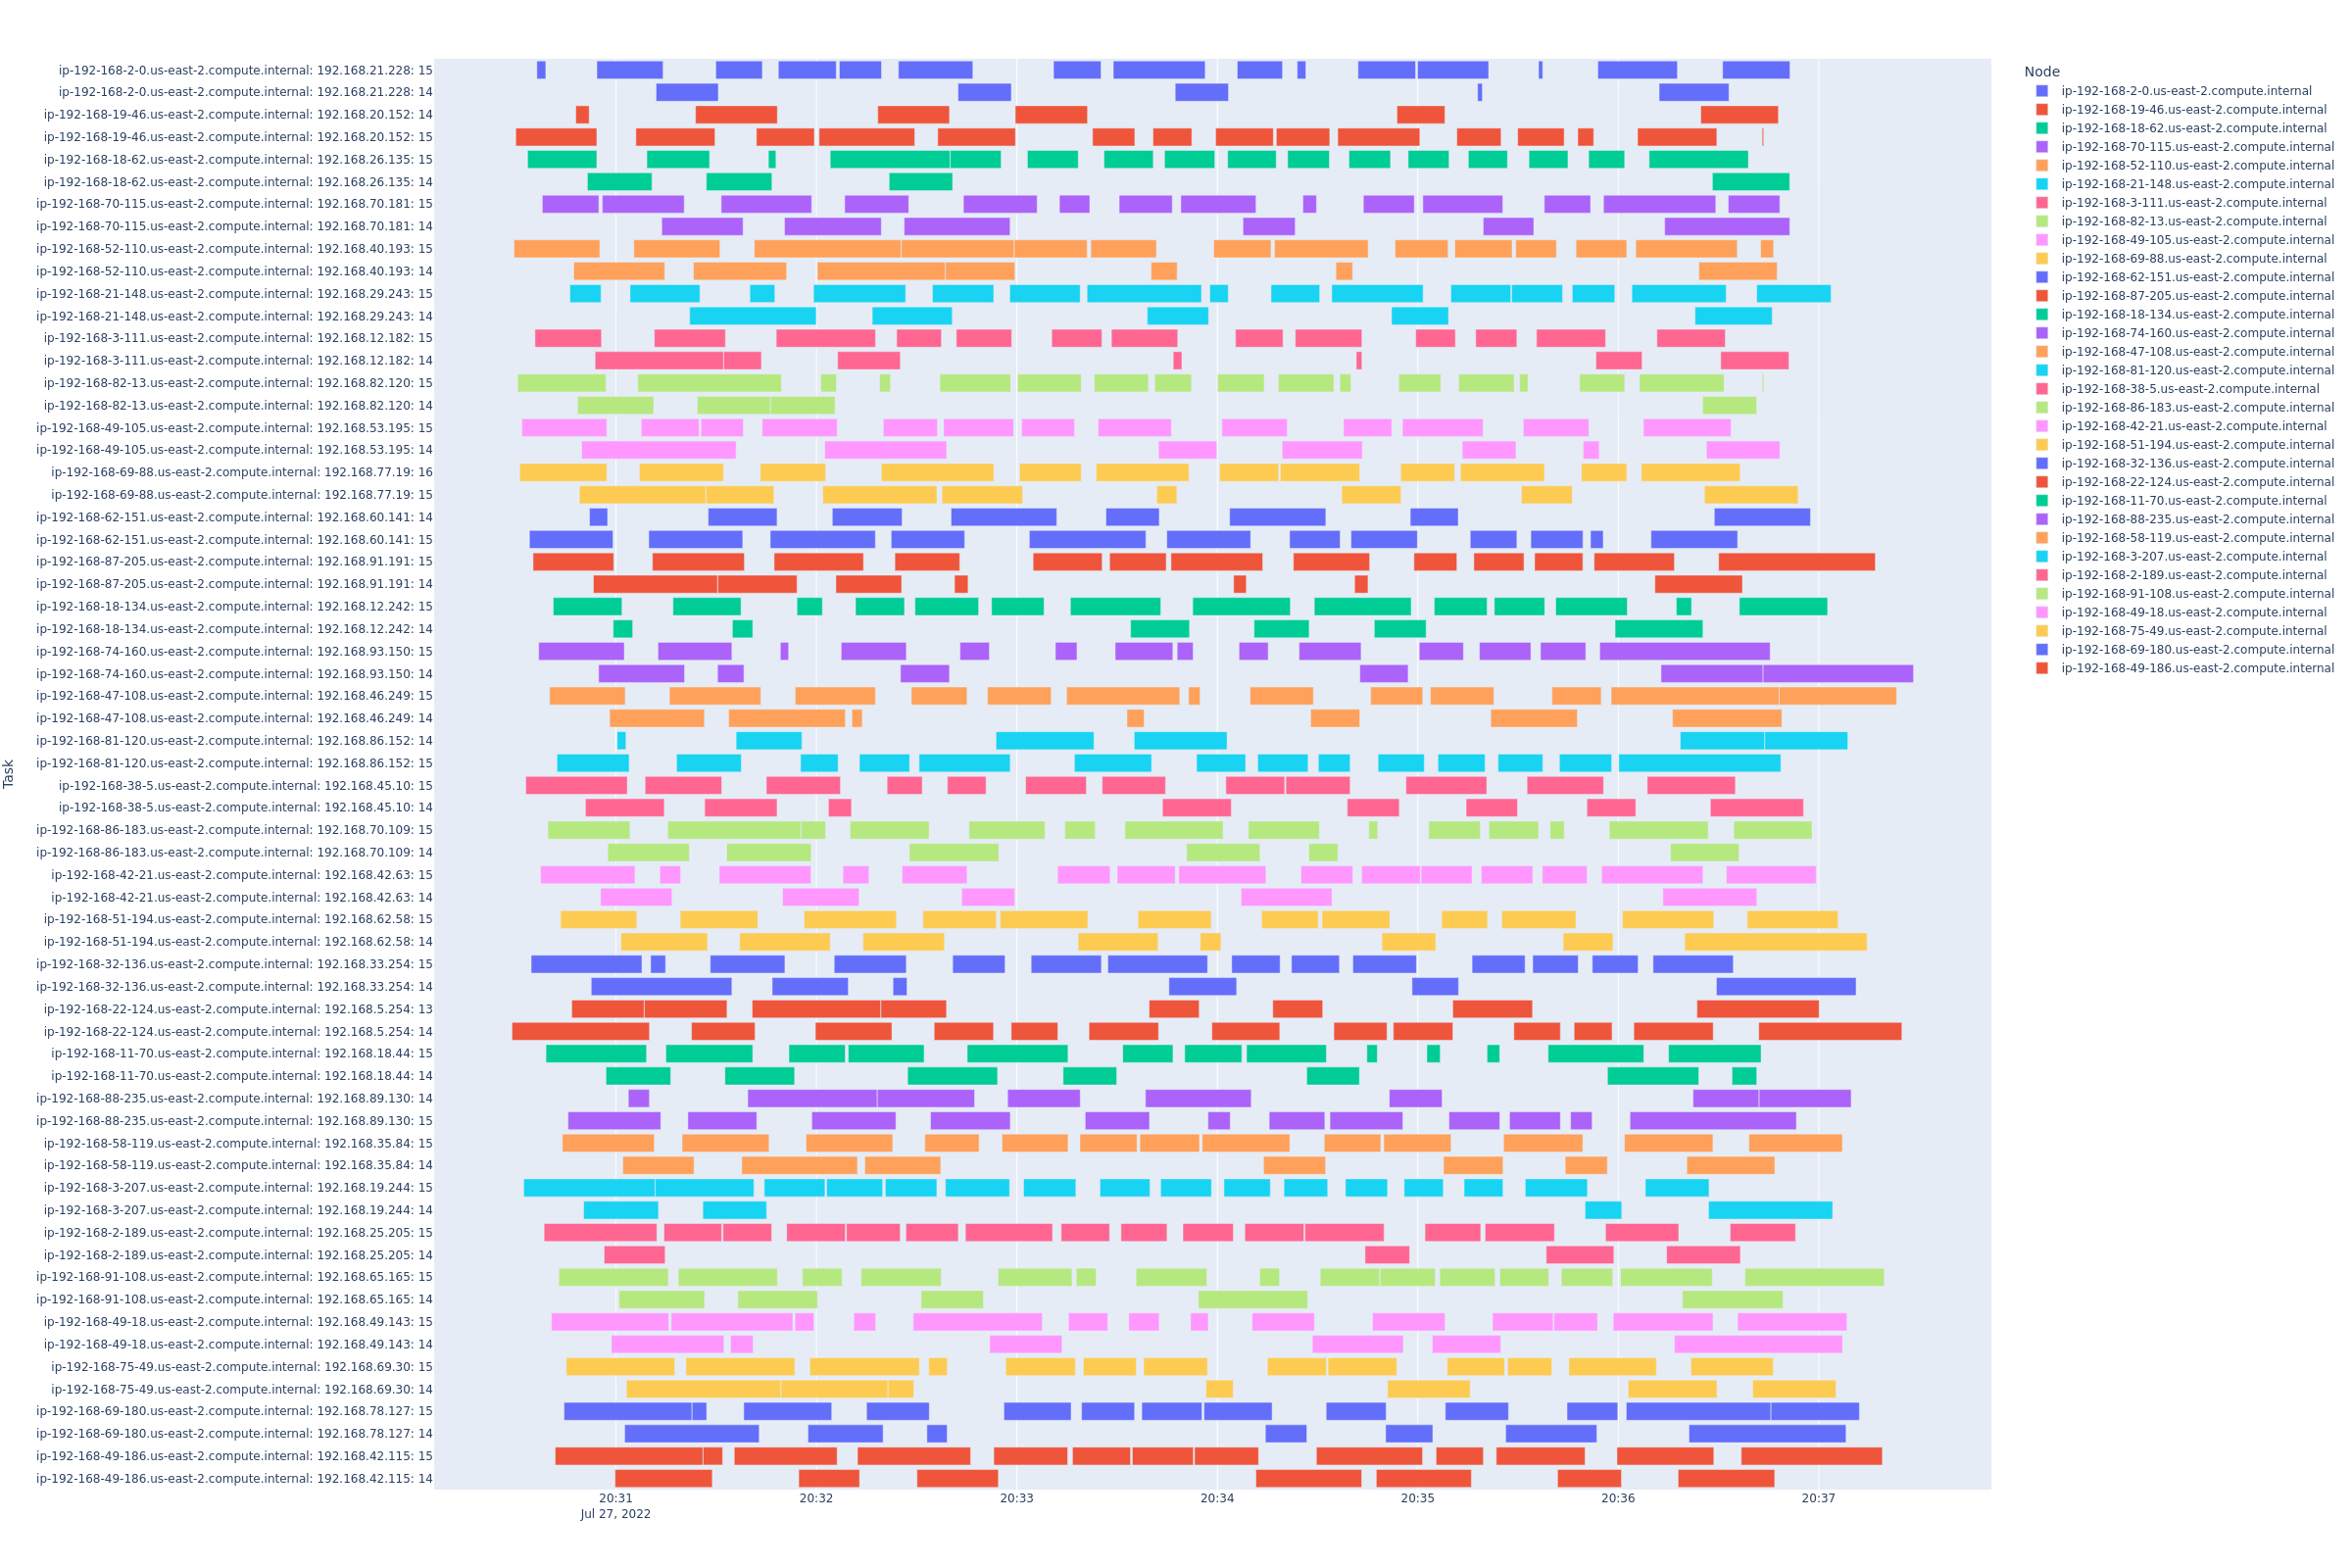 ip-192-168-2-0.us-east-2.compute.internal: 192.168.21.228: 15
ip-192-168-2-0.us-east-2.compute.internal: 192.168.21.228: 14
ip-192-168-19-46.us-east-2.compute.internal: 192.168.20.152: 14
ip-192-168-19-46.us-east-2.compute.internal: 192.168.20.152: 15
ip-192-168-18-62.us-east-2.compute.internal: 192.168.26.135: 15
ip-192-168-18-62.us-east-2.compute.internal: 192.168.26.135: 14
ip-192-168-70-115.us-east-2.compute.internal: 192.168.70.181: 15
ip-192-168-70-115.us-east-2.compute.internal: 192.168.70.181: 14
ip-192-168-52-110.us-east-2.compute.internal: 192.168.40.193: 15
ip-192-168-52-110.us-east-2.compute.internal: 192.168.40.193: 14
ip-192-168-21-148.us-east-2.compute.internal: 192.168.29.243: 15
ip-192-168-21-148.us-east-2.compute.internal: 192.168.29.243: 14
ip-192-168-3-111.us-east-2.compute.internal: 192.168.12.182: 15
ip-192-168-3-111.us-east-2.compute.internal: 192.168.12.182: 14
ip-192-168-82-13.us-east-2.compute.internal: 192.168.82.120: 15
ip-192-168-82-13.us-east-2.compute.internal: 192.168.82.120: 14
ip-192-168-49-105.us-east-2.compute.internal: 192.168.53.195: 15
ip-192-168-49-105.us-east-2.compute.internal: 192.168.53.195: 14
ip-192-168-69-88.us-east-2.compute.internal: 192.168.77.19: 16
ip-192-168-69-88.us-east-2.compute.internal: 192.168.77.19: 15
ip-192-168-62-151.us-east-2.compute.internal: 192.168.60.141: 14
ip-192-168-62-151.us-east-2.compute.internal: 192.168.60.141: 15
ip-192-168-87-205.us-east-2.compute.internal: 192.168.91.191: 15
ip-192-168-87-205.us-east-2.compute.internal: 192.168.91.191: 14
ip-192-168-18-134.us-east-2.compute.internal: 192.168.12.242: 15
ip-192-168-18-134.us-east-2.compute.internal: 192.168.12.242: 14
ip-192-168-74-160.us-east-2.compute.internal: 192.168.93.150: 15
ip-192-168-74-160.us-east-2.compute.internal: 192.168.93.150: 14
ip-192-168-47-108.us-east-2.compute.internal: 192.168.46.249: 15
ip-192-168-47-108.us-east-2.compute.internal: 192.168.46.249: 14
ip-192-168-81-120.us-east-2.compute.internal: 192.168.86.152: 14
ip-192-168-81-120.us-east-2.compute.internal: 192.168.86.152: 15
ip-192-168-38-5.us-east-2.compute.internal: 192.168.45.10: 15
ip-192-168-38-5.us-east-2.compute.internal: 192.168.45.10: 14
ip-192-168-86-183.us-east-2.compute.internal: 192.168.70.109: 15
ip-192-168-86-183.us-east-2.compute.internal: 192.168.70.109: 14
ip-192-168-42-21.us-east-2.compute.internal: 192.168.42.63: 15
ip-192-168-42-21.us-east-2.compute.internal: 192.168.42.63: 14
ip-192-168-51-194.us-east-2.compute.internal: 192.168.62.58: 15
ip-192-168-51-194.us-east-2.compute.internal: 192.168.62.58: 14
ip-192-168-32-136.us-east-2.compute.internal: 192.168.33.254: 15
ip-192-168-32-136.us-east-2.compute.internal: 192.168.33.254: 14
ip-192-168-22-124.us-east-2.compute.internal: 192.168.5.254: 13
ip-192-168-22-124.us-east-2.compute.internal: 192.168.5.254: 14
ip-192-168-11-70.us-east-2.compute.internal: 192.168.18.44: 15
ip-192-168-11-70.us-east-2.compute.internal: 192.168.18.44: 14
ip-192-168-88-235.us-east-2.compute.internal: 192.168.89.130: 14
ip-192-168-88-235.us-east-2.compute.internal: 192.168.89.130: 15
ip-192-168-58-119.us-east-2.compute.internal: 192.168.35.84: 15
ip-192-168-58-119.us-east-2.compute.internal: 192.168.35.84: 14
ip-192-168-3-207.us-east-2.compute.internal: 192.168.19.244: 15
ip-192-168-3-207.us-east-2.compute.internal: 192.168.19.244: 14
ip-192-168-2-189.us-east-2.compute.internal: 192.168.25.205: 15
ip-192-168-2-189.us-east-2.compute.internal: 192.168.25.205: 14
ip-192-168-91-108.us-east-2.compute.internal: 192.168.65.165: 15
ip-192-168-91-108.us-east-2.compute.internal: 192.168.65.165: 14
ip-192-168-49-18.us-east-2.compute.internal: 192.168.49.143: 15
ip-192-168-49-18.us-east-2.compute.internal: 192.168.49.143: 14
ip-192-168-75-49.us-east-2.compute.internal: 192.168.69.30: 15
ip-192-168-75-49.us-east-2.compute.internal: 192.168.69.30: 14
ip-192-168-69-180.us-east-2.compute.internal: 192.168.78.127: 15
ip-192-168-69-180.us-east-2.compute.internal: 192.168.78.127: 14
ip-192-168-49-186.us-east-2.compute.internal: 192.168.42.115: 15
ip-192-168-49-186.us-east-2.compute.internal: 192.168.42.115: 14
Task
20:31 20:32 20:33 20:34 20:35 20:36 20:37
Jul 27, 2022
Node
ip-192-168-2-0.us-east-2.compute.internal
ip-192-168-19-46.us-east-2.compute.internal
ip-192-168-18-62.us-east-2.compute.internal
ip-192-168-70-115.us-east-2.compute.internal
ip-192-168-52-110.us-east-2.compute.internal
ip-192-168-21-148.us-east-2.compute.internal
ip-192-168-3-111.us-east-2.compute.internal
ip-192-168-82-13.us-east-2.compute.internal
ip-192-168-49-105.us-east-2.compute.internal
ip-192-168-69-88.us-east-2.compute.internal
ip-192-168-62-151.us-east-2.compute.internal
ip-192-168-87-205.us-east-2.compute.internal
ip-192-168-18-134.us-east-2.compute.internal
ip-192-168-74-160.us-east-2.compute.internal
ip-192-168-47-108.us-east-2.compute.internal
ip-192-168-81-120.us-east-2.compute.internal
ip-192-168-38-5.us-east-2.compute.internal
ip-192-168-86-183.us-east-2.compute.internal
ip-192-168-42-21.us-east-2.compute.internal
ip-192-168-51-194.us-east-2.compute.internal
ip-192-168-32-136.us-east-2.compute.internal
ip-192-168-22-124.us-east-2.compute.internal
ip-192-168-11-70.us-east-2.compute.internal
ip-192-168-88-235.us-east-2.compute.internal
ip-192-168-58-119.us-east-2.compute.internal
ip-192-168-3-207.us-east-2.compute.internal
ip-192-168-2-189.us-east-2.compute.internal
ip-192-168-91-108.us-east-2.compute.internal
ip-192-168-49-18.us-east-2.compute.internal
ip-192-168-75-49.us-east-2.compute.internal
ip-192-168-69-180.us-east-2.compute.internal
ip-192-168-49-186.us-east-2.compute.internal